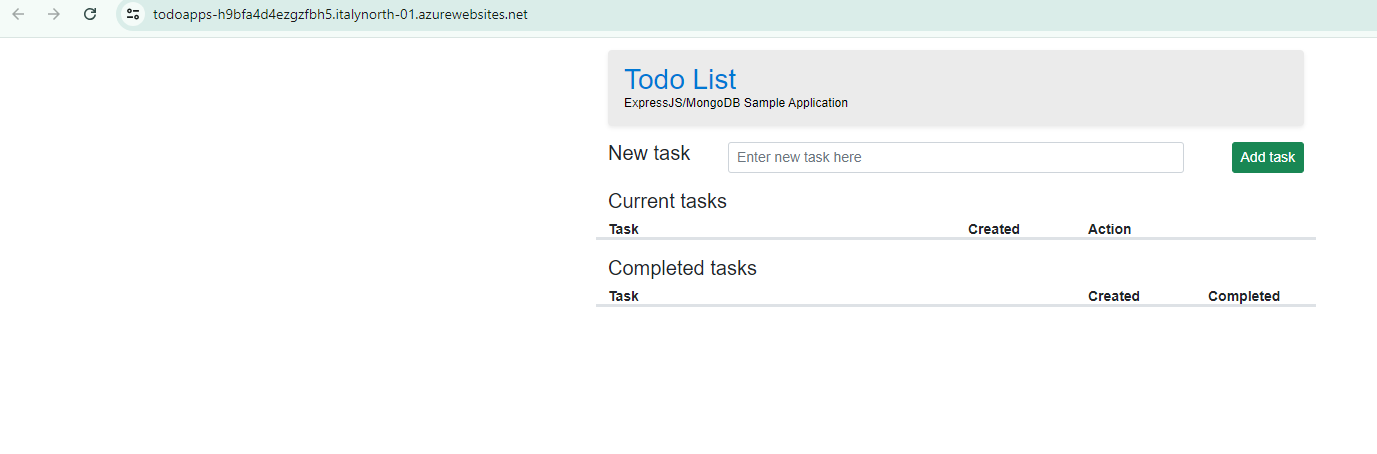 todoapps-h9bfa4d4ezgzfbh5.italynorth-01.azurewebsites.net
Todo List
ExpressJS/MongoDB Sample Application
New task Enter new task here Add task
Current tasks
Task Created Action
Completed tasks
Task Created Completed